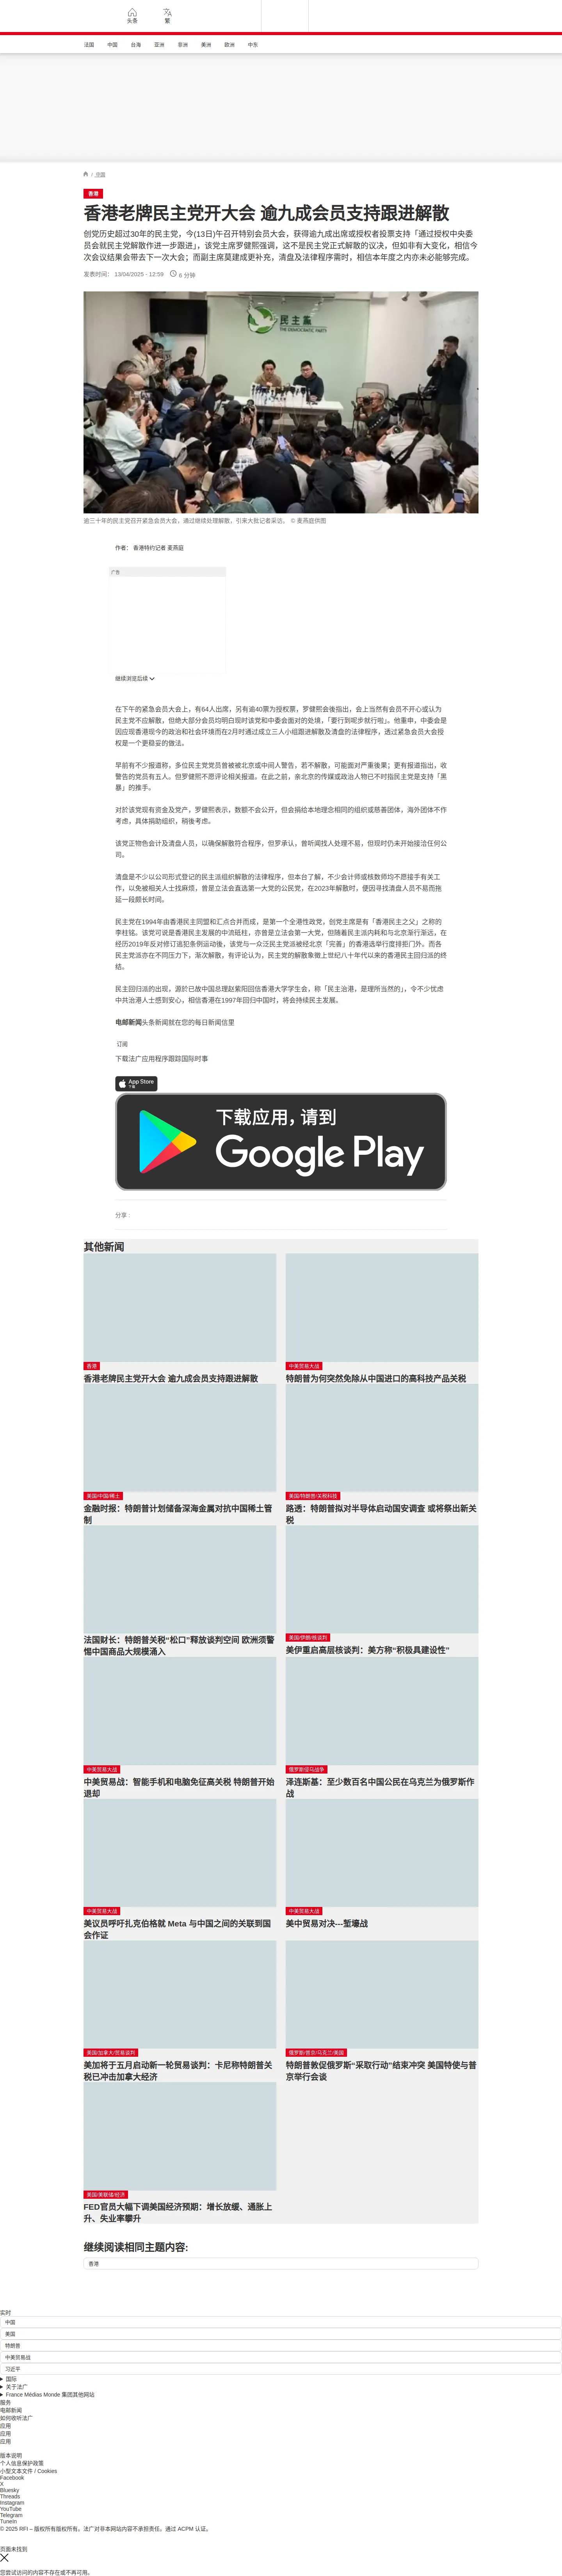 头条
繁
法国 中国 台海 亚洲 非洲 美洲 欧洲 中东
/ 中国
香港
香港老牌民主党开大会 逾九成会员支持跟进解散
创党历史超过30年的民主党，今(13日)午召开特别会员大会，获得逾九成出席或授权者投票支持「通过授权中央委
员会就民主党解散作进一步跟进」，该党主席罗健熙强调，这不是民主党正式解散的议决，但如非有大变化，相信今
次会议结果会带去下一次大会；而副主席莫建成更补充，清盘及法律程序需时，相信本年度之内亦未必能够完成。
发表时间： 13/04/2025 - 12:59 6 分钟
民主黨
THE DEMOCRATIC PARTY
逾三十年的民主党召开紧急会员大会，通过继续处理解散，引来大批记者采访。 © 麦燕庭供图
作者： 香港特约记者 麦燕庭
广告
继续浏览后续
在下午的紧急会员大会上，有64人出席，另有逾40票为授权票，罗健熙会後指出，会上当然有会员不开心或认为
民主党不应解散，但绝大部分会员均明白现时该党和中委会面对的处境，「要行到呢步就行啦」。他重申，中委会是
因应现香港现今的政治和社会环境而在2月时通过成立三人小组跟进解散及清盘的法律程序，透过紧急会员大会授
权是一个更稳妥的做法。
早前有不少报道称，多位民主党党员曾被被北京或中间人警告，若不解散，可能面对严重後果；更有报道指出，收
警告的党员有五人。但罗健熙不愿评论相关报道。在此之前，亲北京的传媒或政治人物已不时指民主党是支持「黑
暴」的推手。
对於该党现有资金及党产，罗健熙表示，数额不会公开，但会捐给本地理念相同的组织或慈善团体，海外团体不作
考虑，具体捐助组织，稍後考虑。
该党正物色会计及清盘人员，以确保解散符合程序，但罗承认，曾听闻找人处理不易，但现时仍未开始接洽任何公
司。
清盘是不少以公司形式登记的民主派组织解散的法律程序，但本台了解，不少会计师或核数师均不愿接手有关工
作，以免被相关人士找麻烦，曾是立法会直选第一大党的公民党，在2023年解散时，便因寻找清盘人员不易而拖
延一段颇长时间。
民主党在1994年由香港民主同盟和汇点合并而成，是第一个全港性政党，创党主席是有「香港民主之父」之称的
李柱铭。该党可说是香港民主发展的中流砥柱，亦曾是立法会第一大党，但随着民主派内耗和与北京渐行渐远，在
经历2019年反对修订逃犯条例运动後，该党与一众泛民主党派被经北京「完善」的香港选举行度排拒门外。而各
民主党派亦在不同压力下，渐次解散，有评论认为，民主党的解散象徵上世纪八十年代以来的香港民主回归派的终
结。
民主回归派的出现，源於已故中国总理赵紫阳回信香港大学学生会，称「民主治港，是理所当然的」，令不少忧虑
中共治港人士感到安心，相信香港在1997年回归中国时，将会持续民主发展。
电邮新闻头条新闻就在您的每日新闻信里
订阅
下载法广应用程序跟踪国际时事
App Store
下载
下载应用，请到
Google Play
分享 :
其他新闻
香港
香港老牌民主党开大会 逾九成会员支持跟进解散
中美贸易大战
特朗普为何突然免除从中国进口的高科技产品关税
美国/中国/稀土
金融时报：特朗普计划储备深海金属对抗中国稀土管
制
美国/特朗普/关税科技
路透：特朗普拟对半导体启动国安调查 或将祭出新关
税
法国财长：特朗普关税“松口”释放谈判空间 欧洲须警
惕中国商品大规模涌入
美国/伊朗/核谈判
美伊重启高层核谈判：美方称“积极具建设性”
中美贸易大战
中美贸易战：智能手机和电脑免征高关税 特朗普开始
退却
俄罗斯侵乌战争
泽连斯基：至少数百名中国公民在乌克兰为俄罗斯作
战
中美贸易大战
美议员呼吁扎克伯格就 Meta 与中国之间的关联到国
会作证
中美贸易大战
美中贸易对决---堑壕战
美国/加拿大/贸易谈判
美加将于五月启动新一轮贸易谈判：卡尼称特朗普关
税已冲击加拿大经济
俄罗斯/普京/乌克兰/美国
特朗普敦促俄罗斯“采取行动”结束冲突 美国特使与普
京举行会谈
美国/美联储/经济
FED官员大幅下调美国经济预期：增长放缓、通胀上
升、失业率攀升
继续阅读相同主题内容:
香港
实时
中国
美国
特朗普
中美贸易战
习近平
国际
关于法广
France Médias Monde 集团其他网站
服务
电邮新闻
如何收听法广
应用
应用
应用
版本说明
个人信息保护政策
小型文本文件 / Cookies
Facebook
X
Bluesky
Threads
Instagram
YouTube
Telegram
TuneIn
© 2025 RFI – 版权所有版权所有。法广对非本网站内容不承担责任。通过 ACPM 认证。
页面未找到
您尝试访问的内容不存在或不再可用。